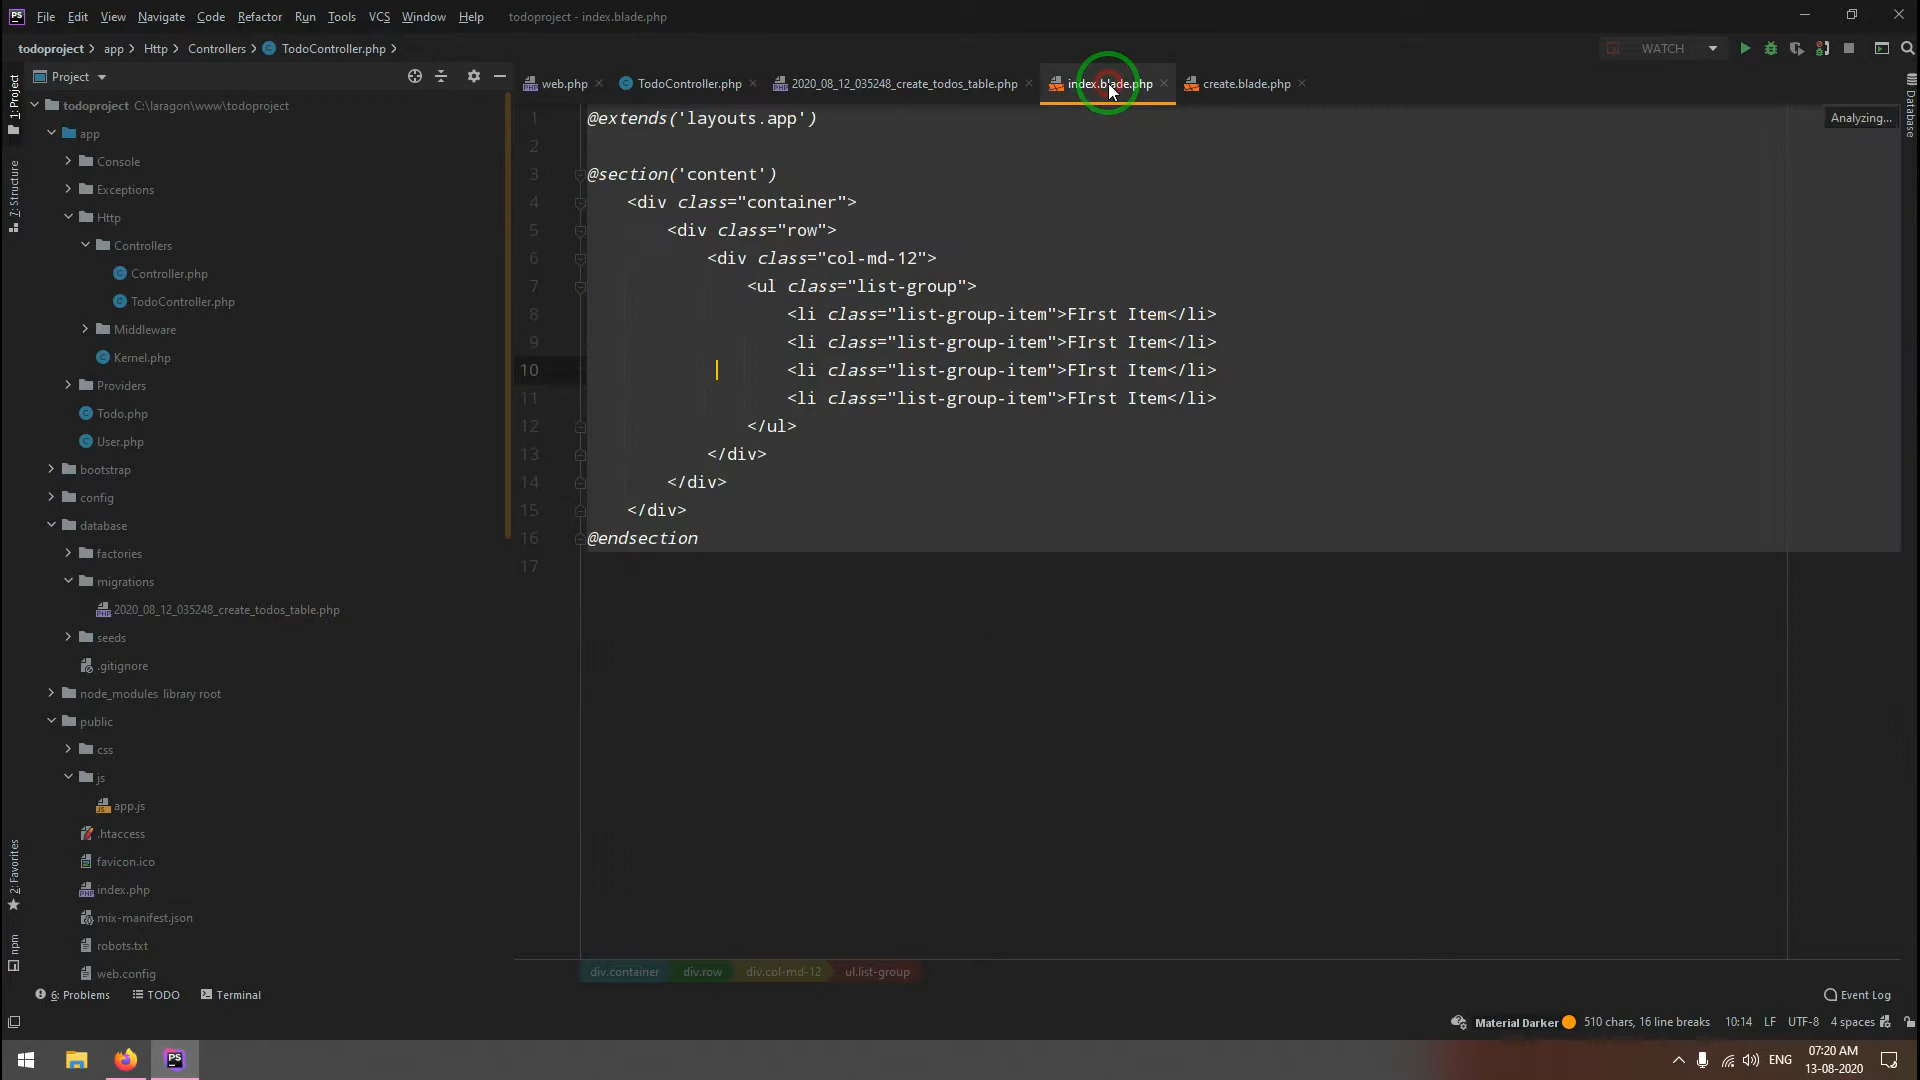 PS File Edit View Navigate Code Refactor Run Tools VCS Window Help todoproject - index.blade.php
todoproject app Http Controllers TodoController.php WATCH
Project
web.php TodoController.php 2020_08_12_035248_create_todos_table.php index.blade.php create.blade.php
todoproject C:\laragon\www\todoproject
app
Console
Exceptions
Http
Controllers
Controller.php
TodoController.php
Middleware
Kernel.php
Providers
Todo.php
User.php
bootstrap
config
database
factories
migrations
2020_08_12_035248_create_todos_table.php
seeds
.gitignore
node_modules library root
public
css
js
app.js
.htaccess
favicon.ico
index.php
mix-manifest.json
robots.txt
web.config
1: Project
7: Structure
2: Favorites
npm
1 @extends('layouts.app')
2
3 @section('content')
4 <div class="container">
5 <div class="row">
6 <div class="col-md-12">
7 <ul class="list-group">
8 <li class="list-group-item">FIrst Item</li>
9 <li class="list-group-item">FIrst Item</li>
10 <li class="list-group-item">FIrst Item</li>
11 <li class="list-group-item">FIrst Item</li>
12 </ul>
13 </div>
14 </div>
15 </div>
16 @endsection
17
Analyzing...
Database
div.container div.row div.col-md-12 ul.list-group
6: Problems TODO Terminal Event Log
Material Darker 510 chars, 16 line breaks 10:14 LF UTF-8 4 spaces
PS ENG 07:20 AM
13-08-2020